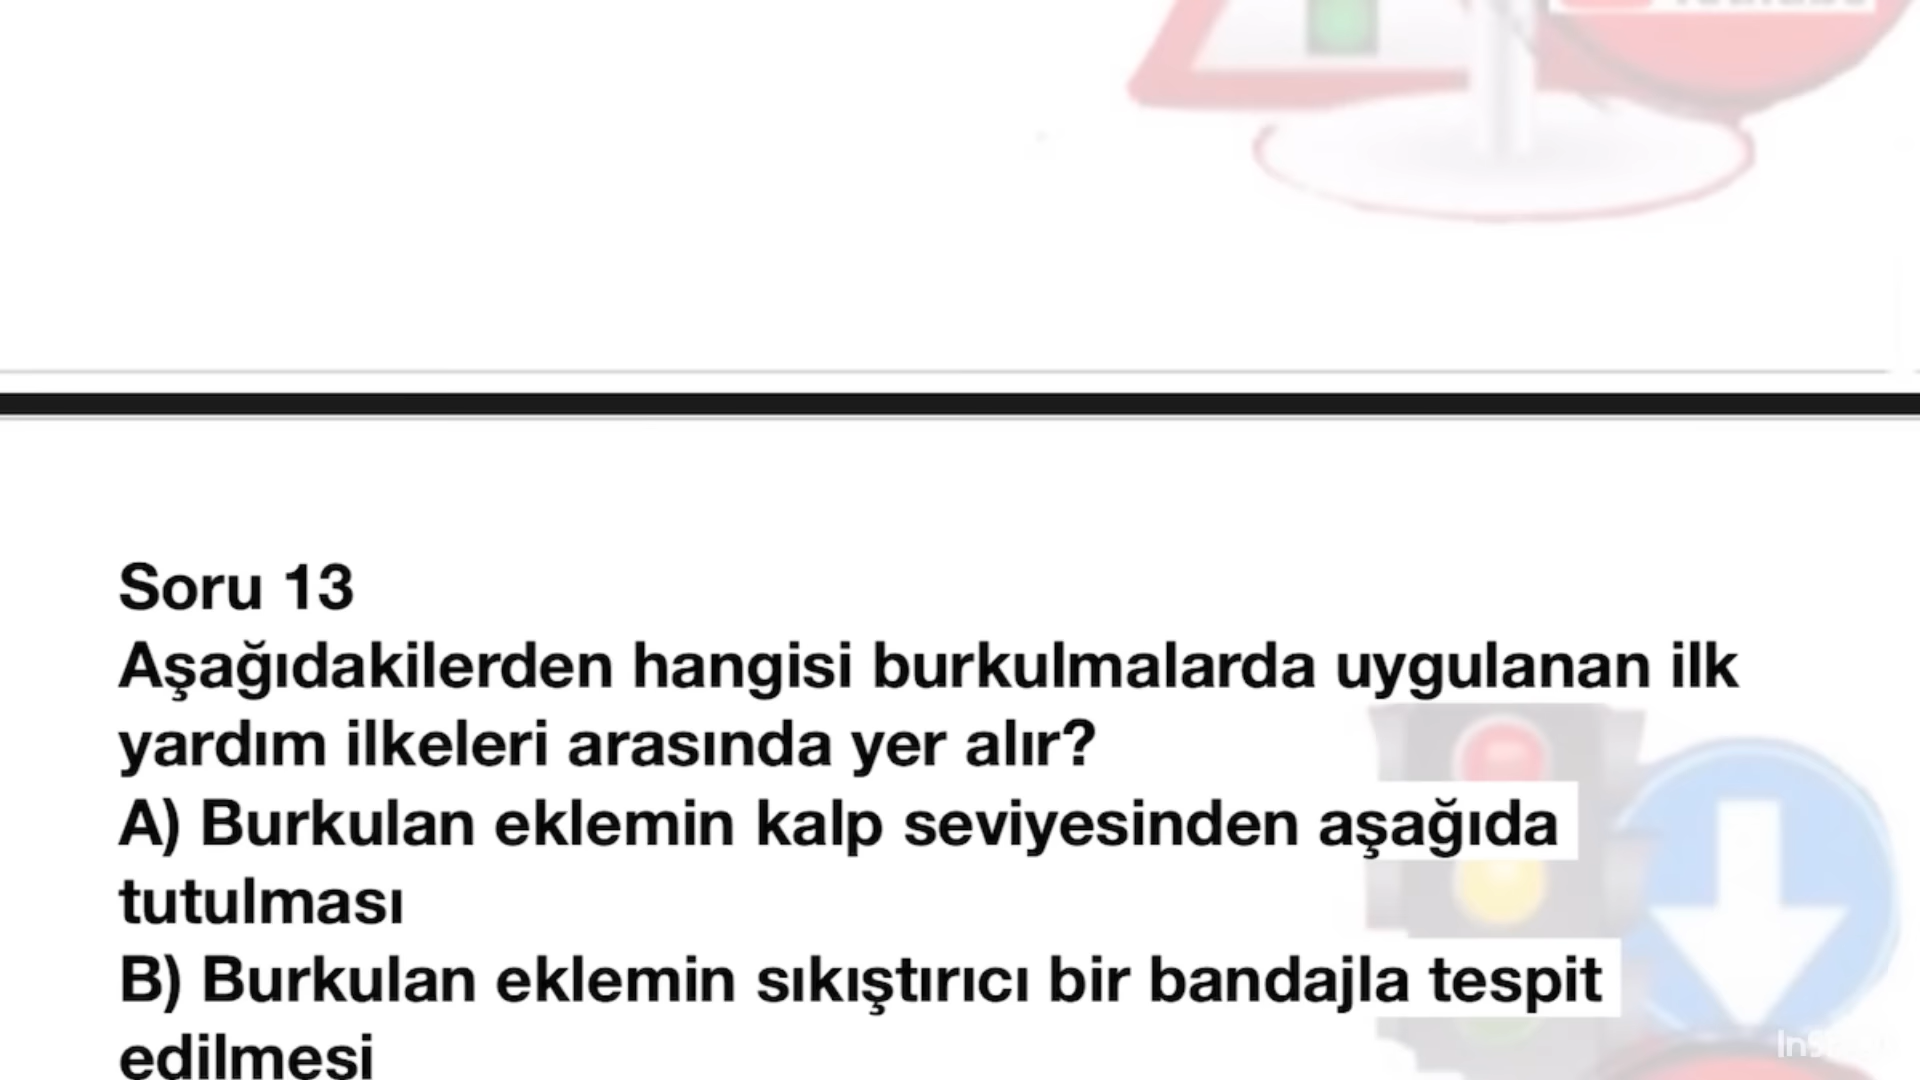 Soru 13
Aşağıdakilerden hangisi burkulmalarda uygulanan ilk
yardım ilkeleri arasında yer alır?
A) Burkulan eklemin kalp seviyesinden aşağıda
tutulması
B) Burkulan eklemin sıkıştırıcı bir bandajla tespit
edilmesi